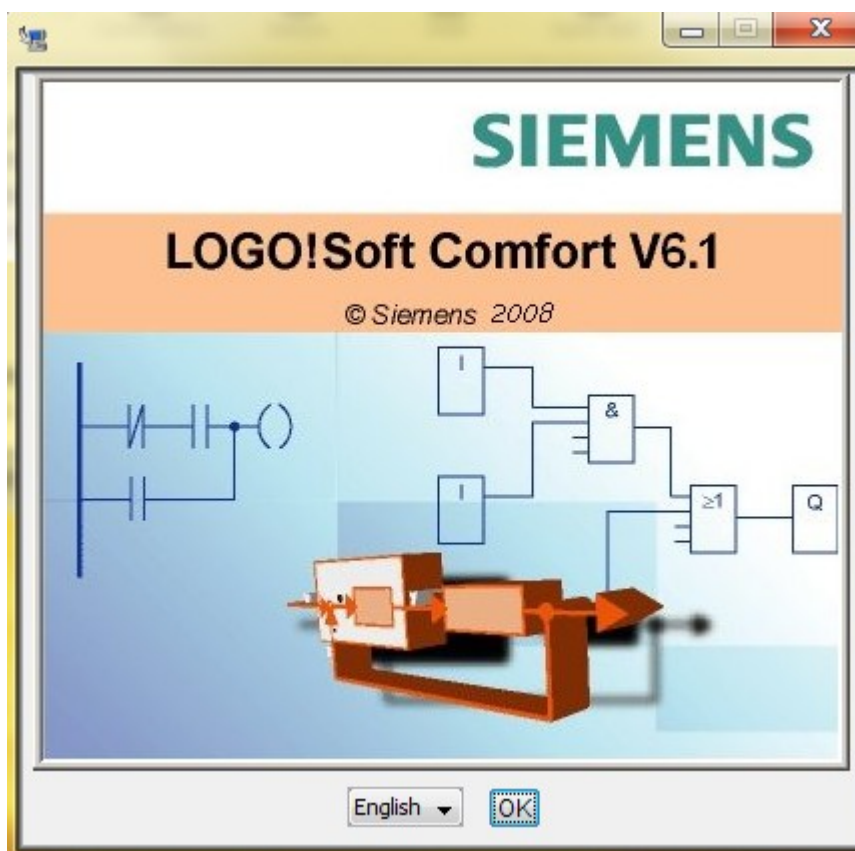 SIEMENS
LOGO!Soft Comfort V6.1
© Siemens 2008
I
&
I
≥1
Q
English
OK